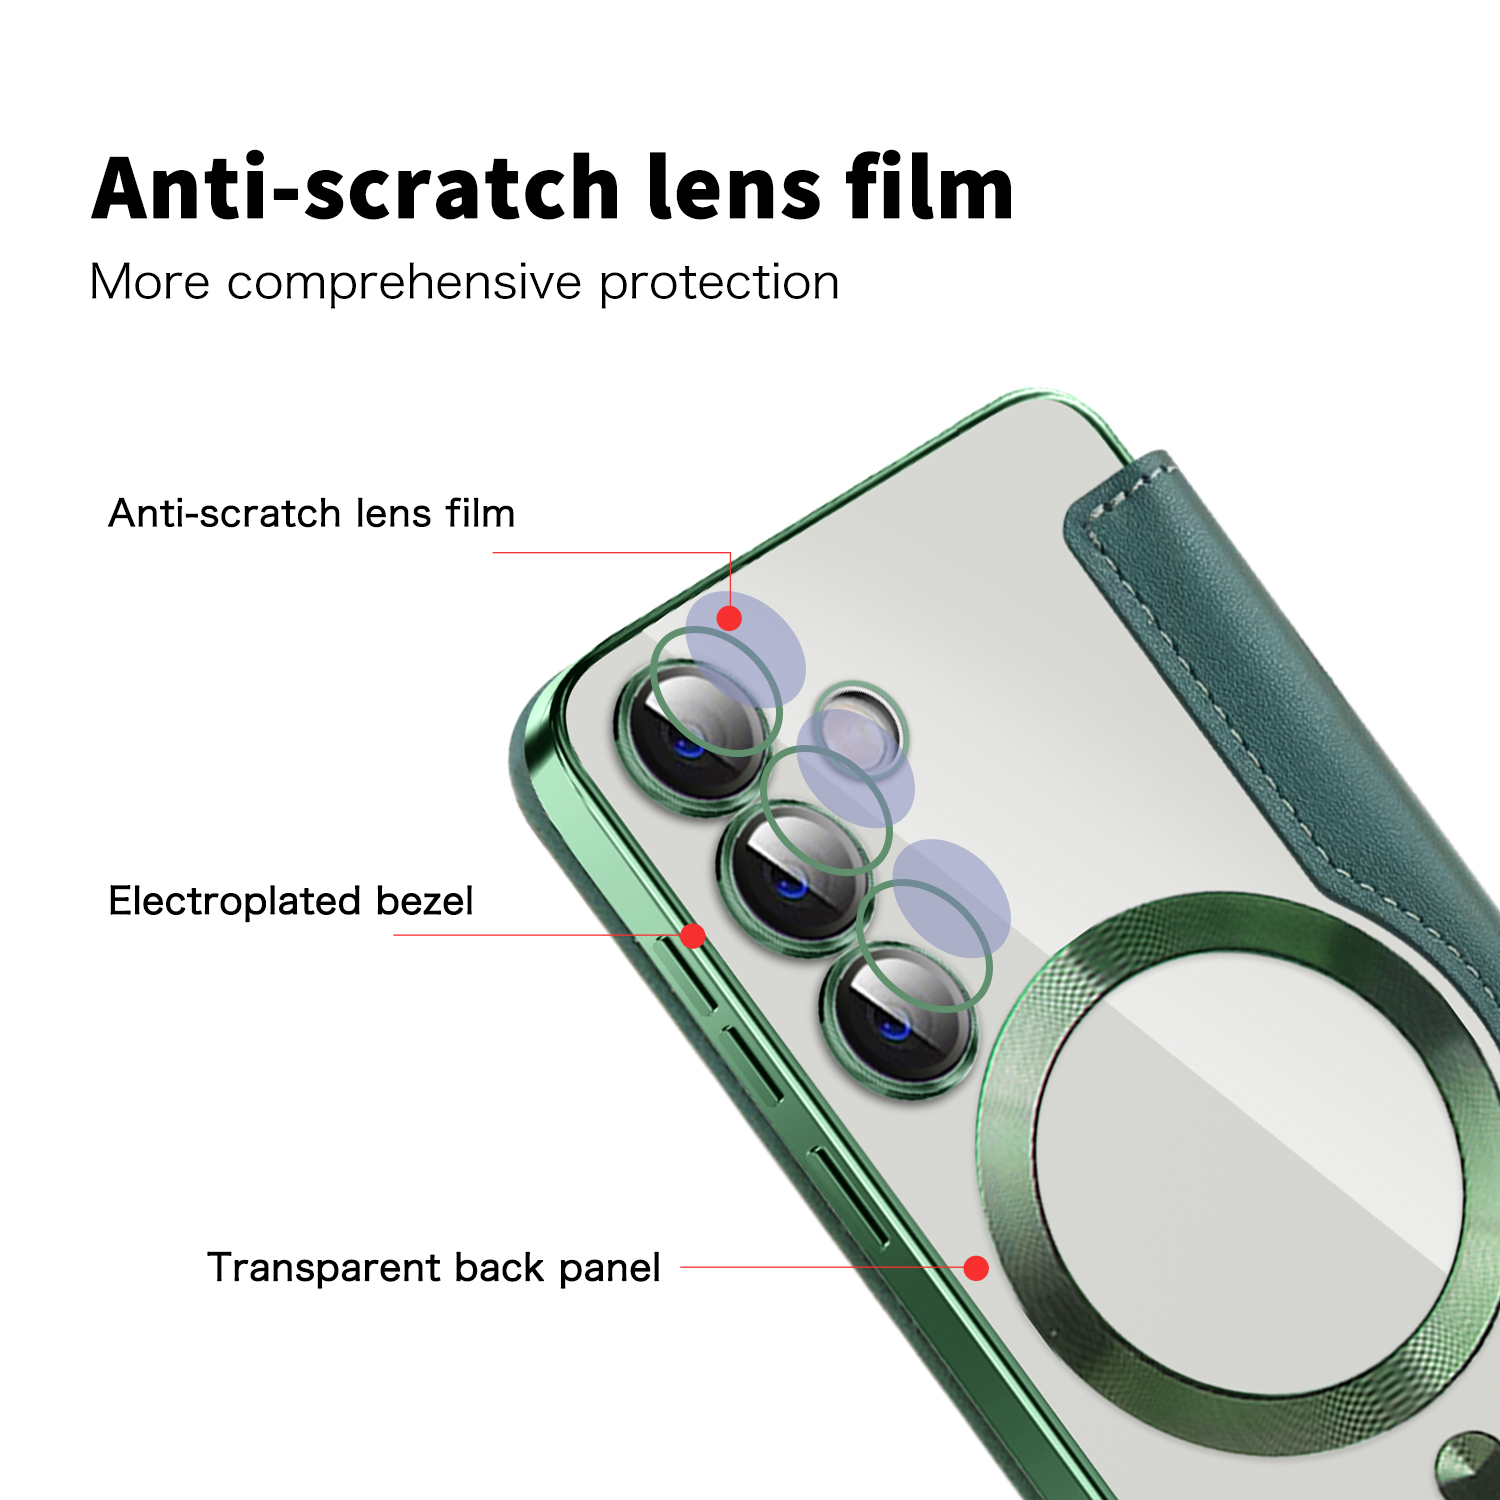 Anti-scratch lens film
More comprehensive protection
Anti-scratch lens film
Electroplated bezel
Transparent back panel